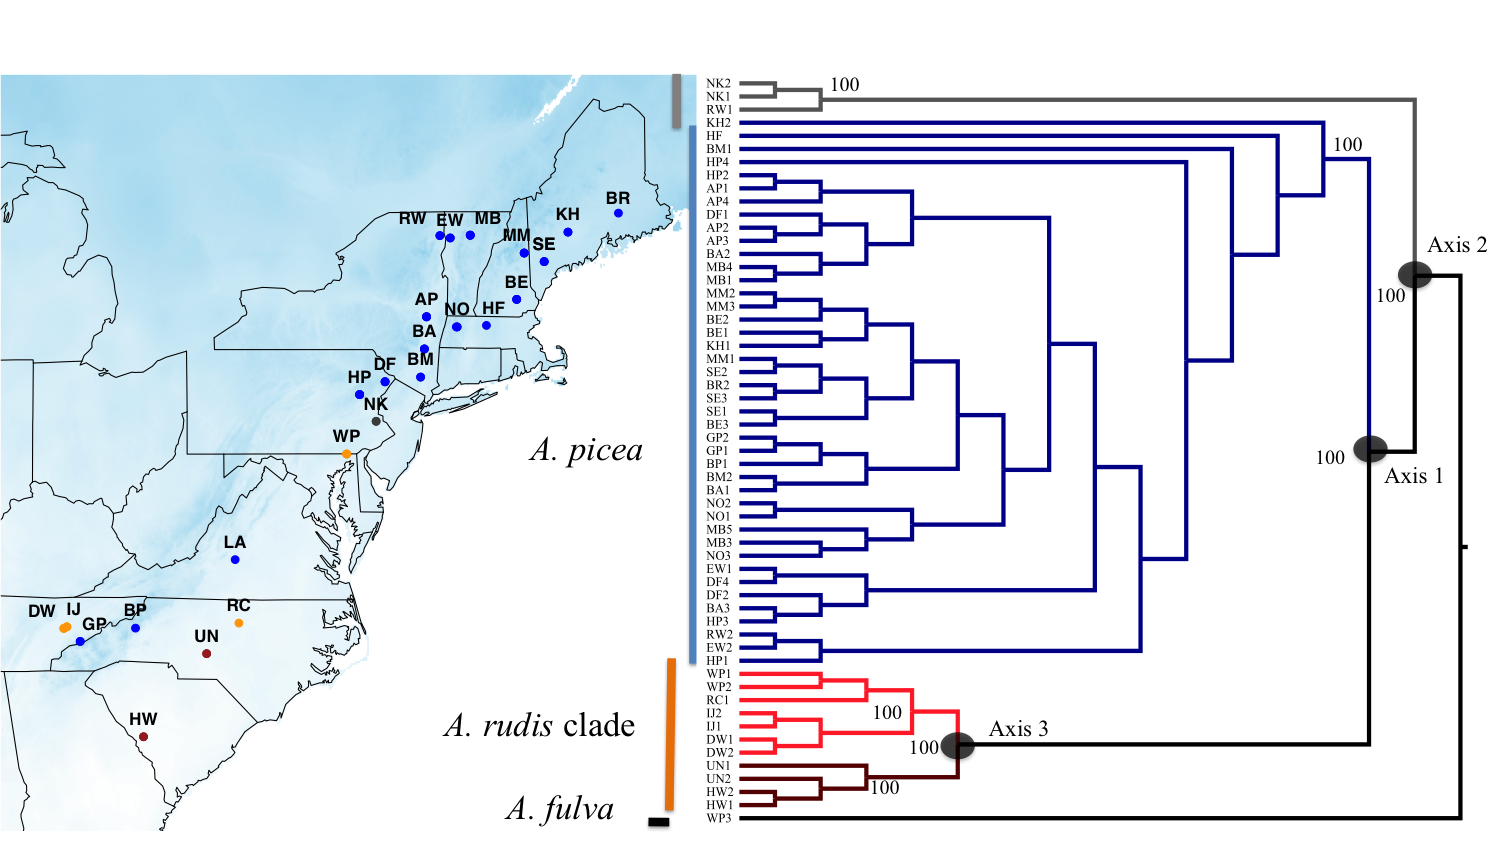 BR
KH
RW
EW
MB
MM
SE
BE
AP
NO
HF
BA
BM
DF
HP
NK
WP
LA
DW
IJ
GP
BP
RC
UN
HW
A. picea
A. rudis clade
A. fulva
NK2
NK1
RW1
KH2
HF
BM1
HP4
HP2
AP1
AP4
DF1
AP2
AP3
BA2
MB4
MB1
MM2
MM3
BE2
BE1
KH1
MM1
SE2
BR2
SE3
SE1
BE3
GP2
GP1
BP1
BM2
BA1
NO2
NO1
MB5
MB3
NO3
EW1
DF4
DF2
BA3
HP3
RW2
EW2
HP1
WP1
WP2
RC1
IJ2
IJ1
DW1
DW2
UN1
UN2
HW2
HW1
WP3
100
100
Axis 2
100
100
Axis 1
100
100
Axis 3
100